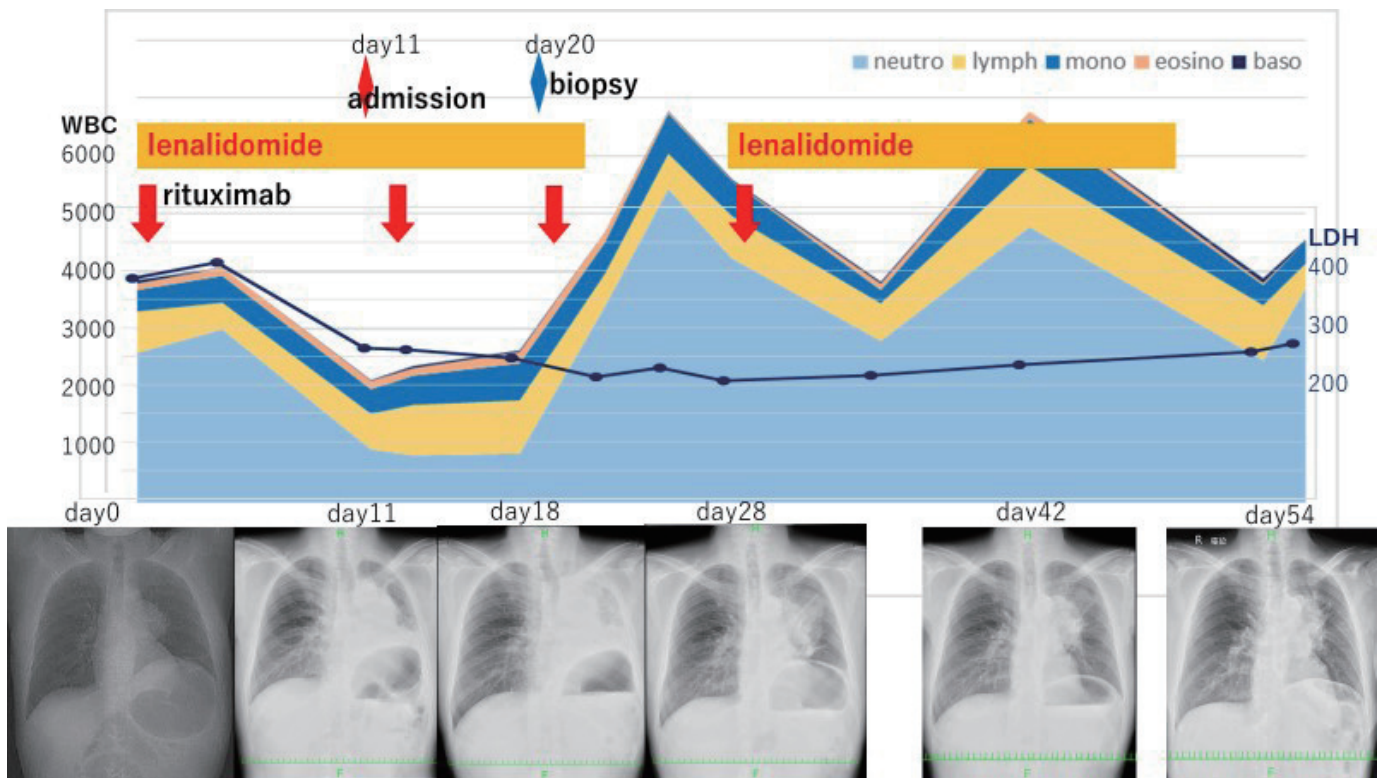 day11 day20
neutro lymph mono eosino baso
biopsy
admission
WBC
lenalidomide lenalidomide
6000
rituximab
5000
LDH
4000 400
3000 300
2000 200
1000
day0 day11 day18 day28 day42 day54
H H H H H
R
F F F F F